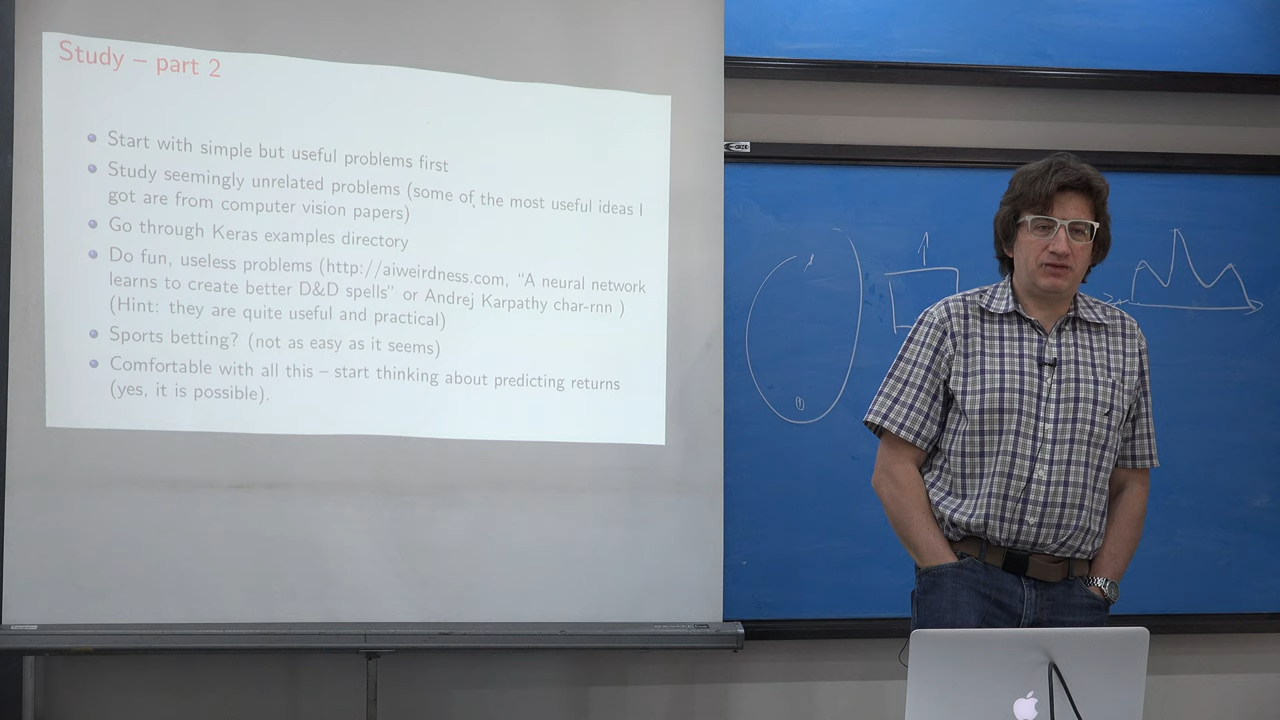 Study – part 2
Start with simple but useful problems first
Study seemingly unrelated problems (some of the most useful ideas I
got are from computer vision papers)
Go through Keras examples directory
Do fun, useless problems (http://aiweirdness.com, “A neural network
learns to create better D&D spells” or Andrej Karpathy char-rnn )
(Hint: they are quite useful and practical)
Sports betting? (not as easy as it seems)
Comfortable with all this – start thinking about predicting returns
(yes, it is possible).